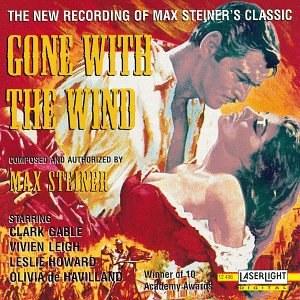 THE NEW RECORDING OF MAX STEINER'S CLASSIC
GONE WITH
THE WIND
COMPOSED AND AUTHORIZED BY
MAX STEINER
STARRING
CLARK GABLE
VIVIEN LEIGH
LESLIE HOWARD
OLIVIA de HAVILLAND
Winner of 10
Academy Awards
LASERLIGHT
DIGITAL